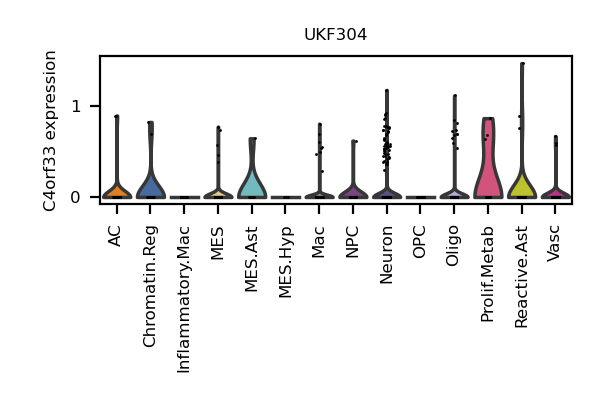 UKF304
C4orf33 expression
1
0
AC
Chromatin.Reg
Inflammatory.Mac
MES
MES.Ast
MES.Hyp
Mac
NPC
Neuron
OPC
Oligo
Prolif.Metab
Reactive.Ast
Vasc